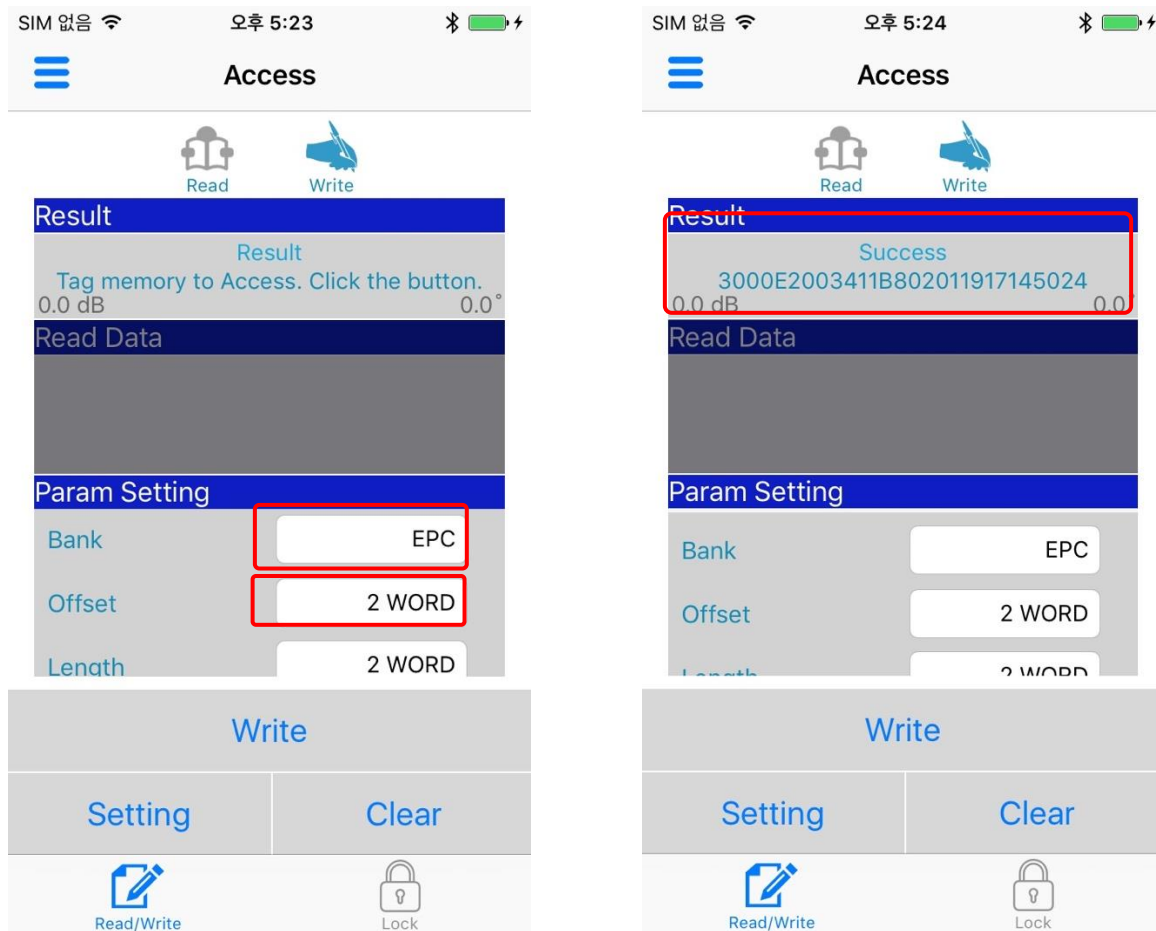 SIM 없음 오후 5:23
Access
Read Write
Result
Result
Tag memory to Access. Click the button.
0.0 dB 0.0°
Read Data
Param Setting
Bank EPC
Offset 2 WORD
Length 2 WORD
Write
Setting Clear
Read/Write Lock
SIM 없음 오후 5:24
Access
Read Write
Result
Success
3000E2003411B802011917145024
0.0 dB 0.0°
Read Data
Param Setting
Bank EPC
Offset 2 WORD
Length 2 WORD
Write
Setting Clear
Read/Write Lock